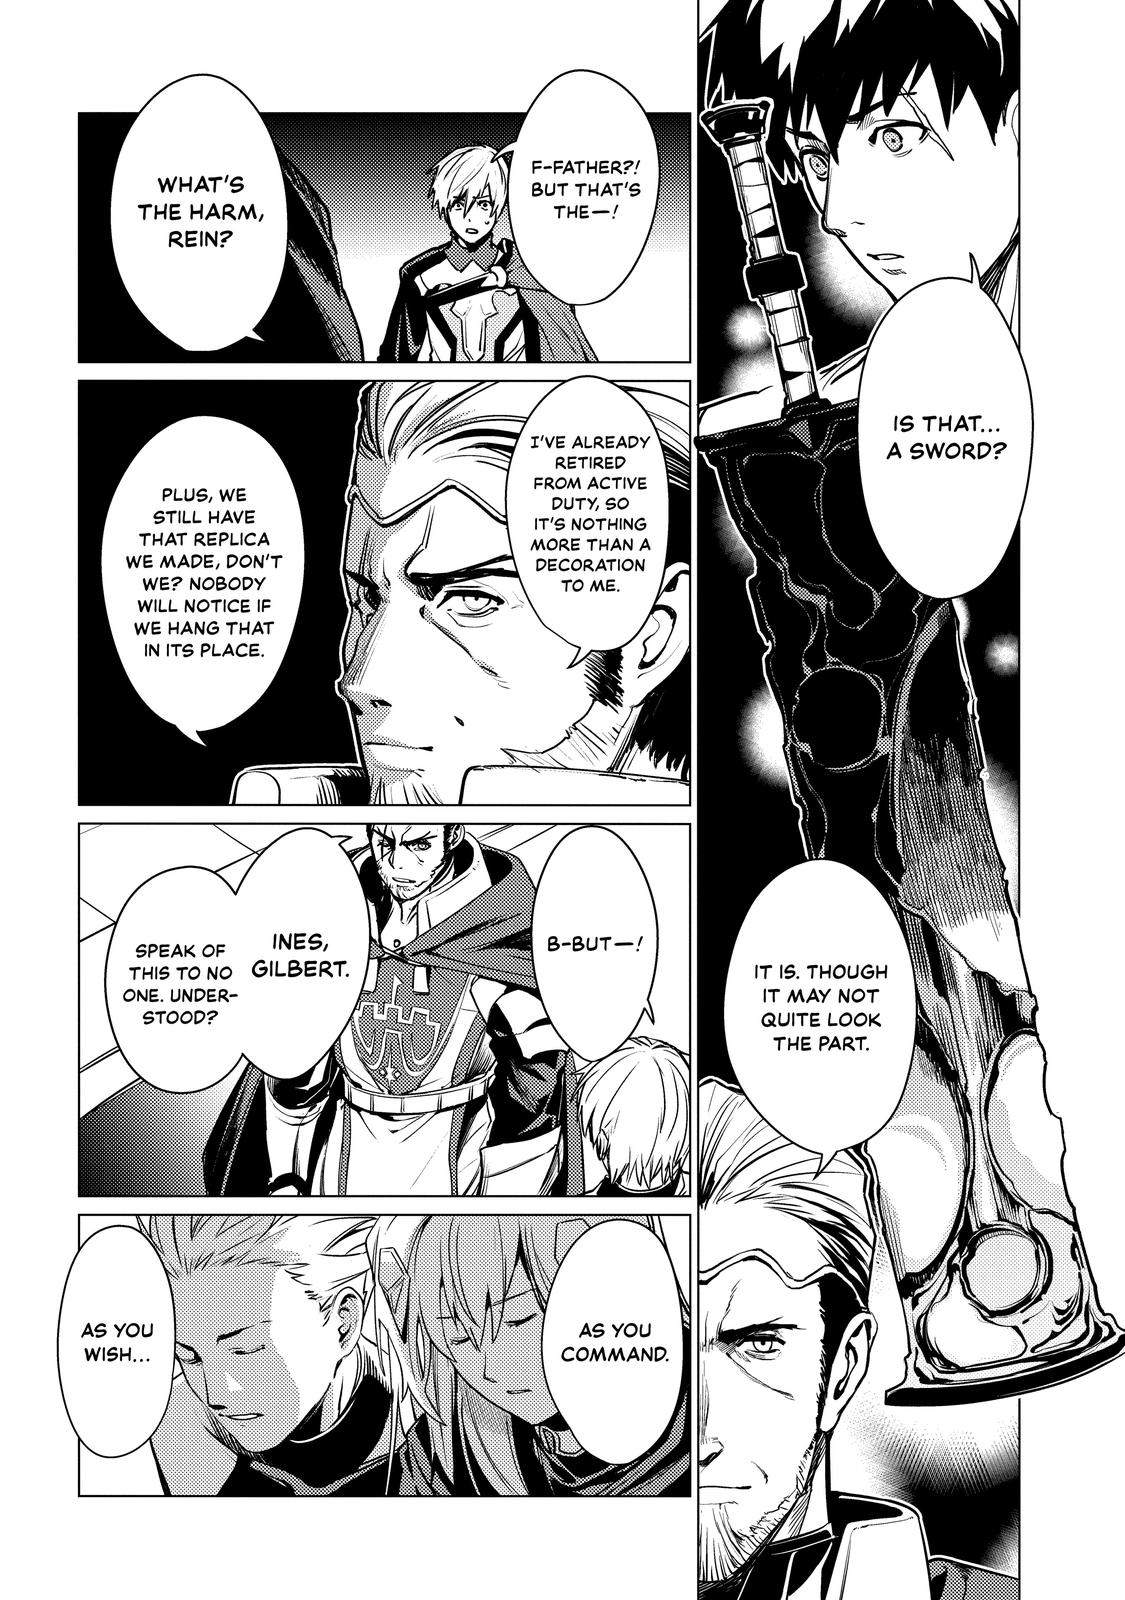 IS THAT...
A SWORD?
IT IS. THOUGH
IT MAY NOT
QUITE LOOK
THE PART.
F-FATHER?!
BUT THAT'S
THE—!
WHAT'S
THE HARM,
REIN?
I'VE ALREADY
RETIRED
FROM ACTIVE
DUTY, SO
IT'S NOTHING
MORE THAN A
DECORATION
TO ME.
PLUS, WE
STILL HAVE
THAT REPLICA
WE MADE, DON'T
WE? NOBODY
WILL NOTICE IF
WE HANG THAT
IN ITS PLACE.
B-BUT—!
INES,
GILBERT.
SPEAK OF
THIS TO NO
ONE. UNDER-
STOOD?
AS YOU
COMMAND.
AS YOU
WISH...